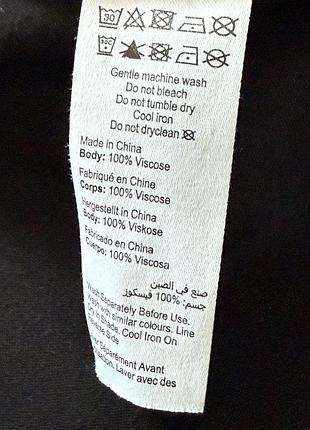 30
30C
Gentle machine wash
Do not bleach
Do not tumble dry
Cool iron
Do not dryclean
Made in China
Body: 100% Viscose
Fabriqué en Chine
Corps: 100% Viscose
Hergestellt in China
Body: 100% Viskose
Fabricado en China
Cuerpo: 100% Viscosa
صنع في الصين
جسم: 100% فيسكوز
Wash Separately Before Use.
Wash with similar colours, Line
Dry in Shade. Cool Iron On
Reverse Side
Séparément Avant
Laver avec des